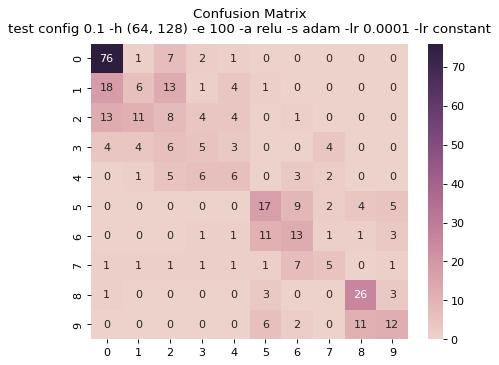 Confusion Matrix
test config 0.1 -h (64, 128) -e 100 -a relu -s adam -lr 0.0001 -lr constant
0 76 1 7 2 1 0 0 0 0 0
1 18 6 13 1 4 1 0 0 0 0
2 13 11 8 4 4 0 1 0 0 0
3 4 4 6 5 3 0 0 4 0 0
4 0 1 5 6 6 0 3 2 0 0
5 0 0 0 0 0 17 9 2 4 5
6 0 0 0 1 1 11 13 1 1 3
7 1 1 1 1 1 1 7 5 0 1
8 1 0 0 0 0 3 0 0 26 3
9 0 0 0 0 0 6 2 0 11 12
0 1 2 3 4 5 6 7 8 9
70
60
50
40
30
20
10
0